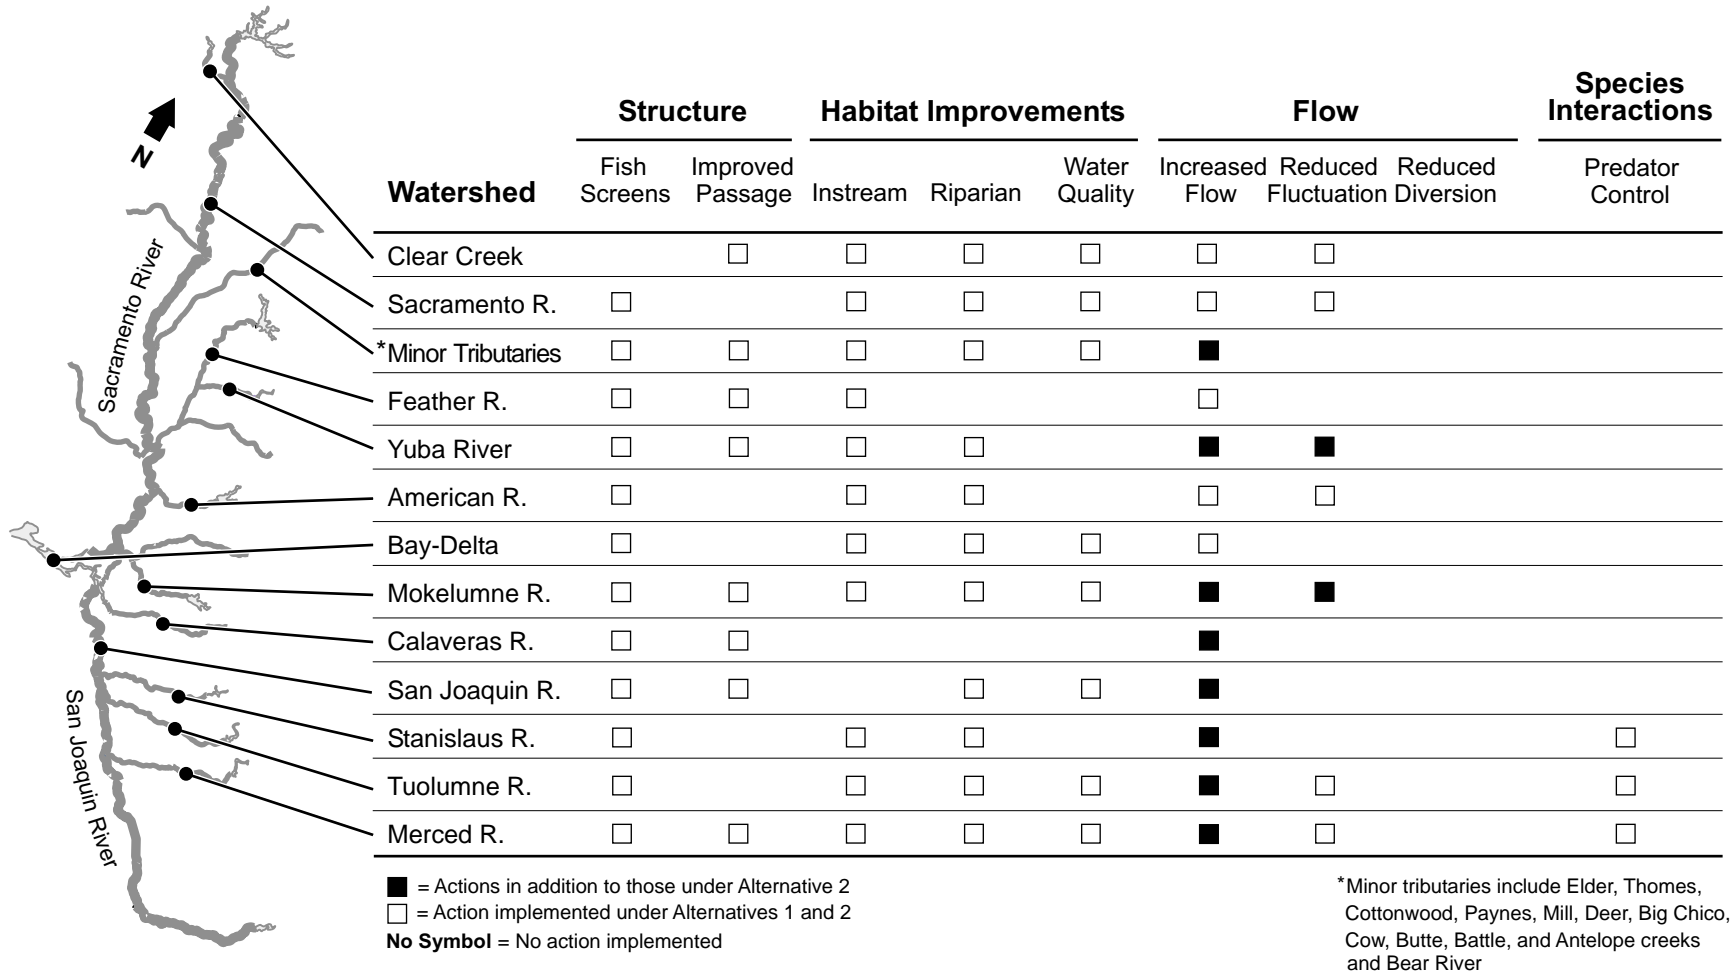 N
Sacramento River
San Joaquin River
Structure
Habitat Improvements
Flow
Species
Interactions
Watershed
Fish
Screens
Improved
Passage
Instream
Riparian
Water
Quality
Increased
Flow
Reduced
Fluctuation
Reduced
Diversion
Predator
Control
Clear Creek
Sacramento R.
*Minor Tributaries
Feather R.
Yuba River
American R.
Bay-Delta
Mokelumne R.
Calaveras R.
San Joaquin R.
Stanislaus R.
Tuolumne R.
Merced R.
= Actions in addition to those under Alternative 2
= Action implemented under Alternatives 1 and 2
No Symbol = No action implemented
*Minor tributaries include Elder, Thomes,
Cottonwood, Paynes, Mill, Deer, Big Chico,
Cow, Butte, Battle, and Antelope creeks
and Bear River